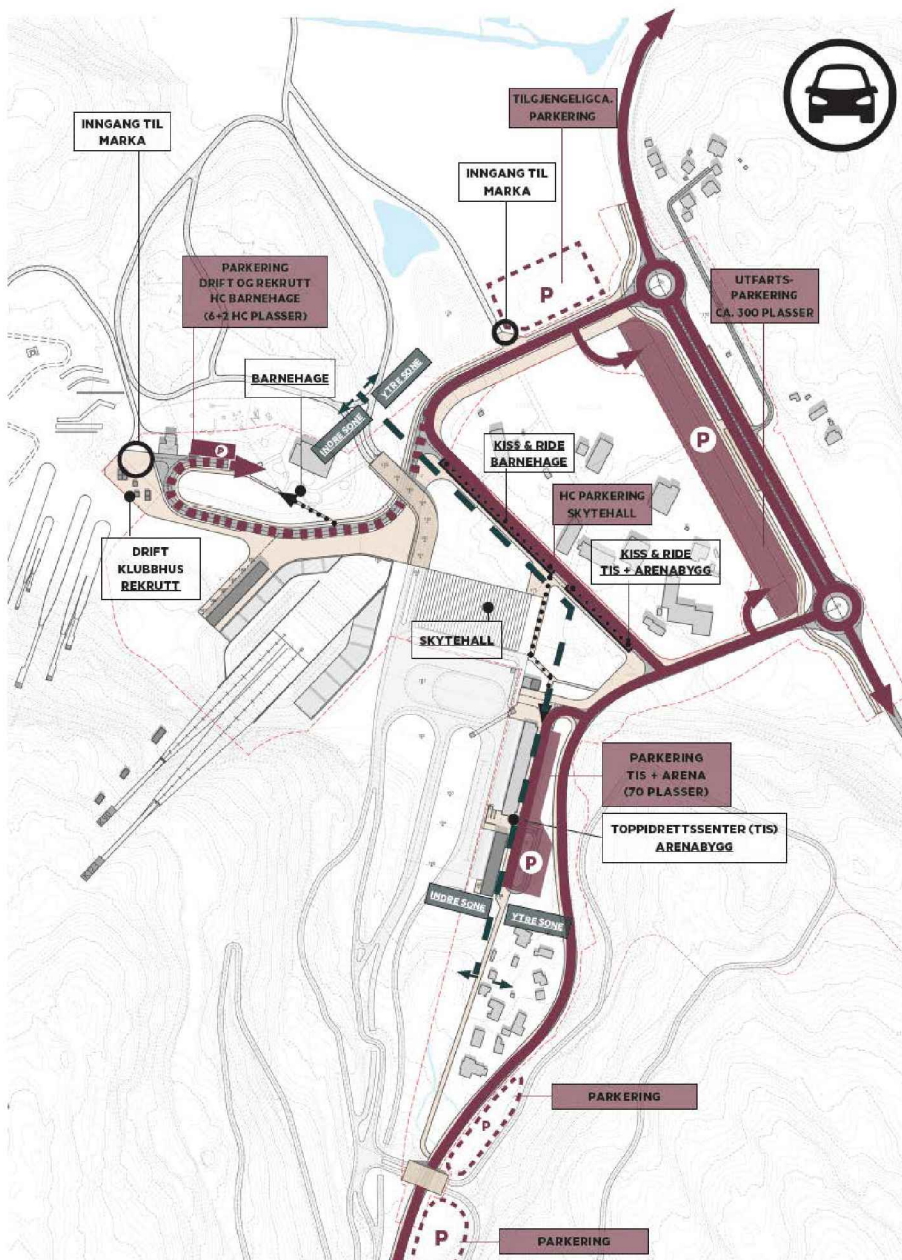 TILGJENGELIGCA.
PARKERING
INNGANG TIL
MARKA
INNGANG TIL
MARKA
PARKERING
DRIFT OG REKRUTT
HC BARNEHAGE
(6+2 HC PLASSER)
P
UTFARTS-
PARKERING
CA. 300 PLASSER
BARNEHAGE
YTRE SONE
INDRE SONE
P
P
KISS & RIDE
BARNEHAGE
HC PARKERING
SKYTEHALL
KISS & RIDE
TIS + ARENABYGG
DRIFT
KLUBBHUS
REKRUTT
SKYTEHALL
PARKERING
TIS + ARENA
(70 PLASSER)
TOPPIDRETTSSENTER (TIS)
ARENABYGG
P
INDRE SONE
YTRE SONE
PARKERING
P
P
PARKERING